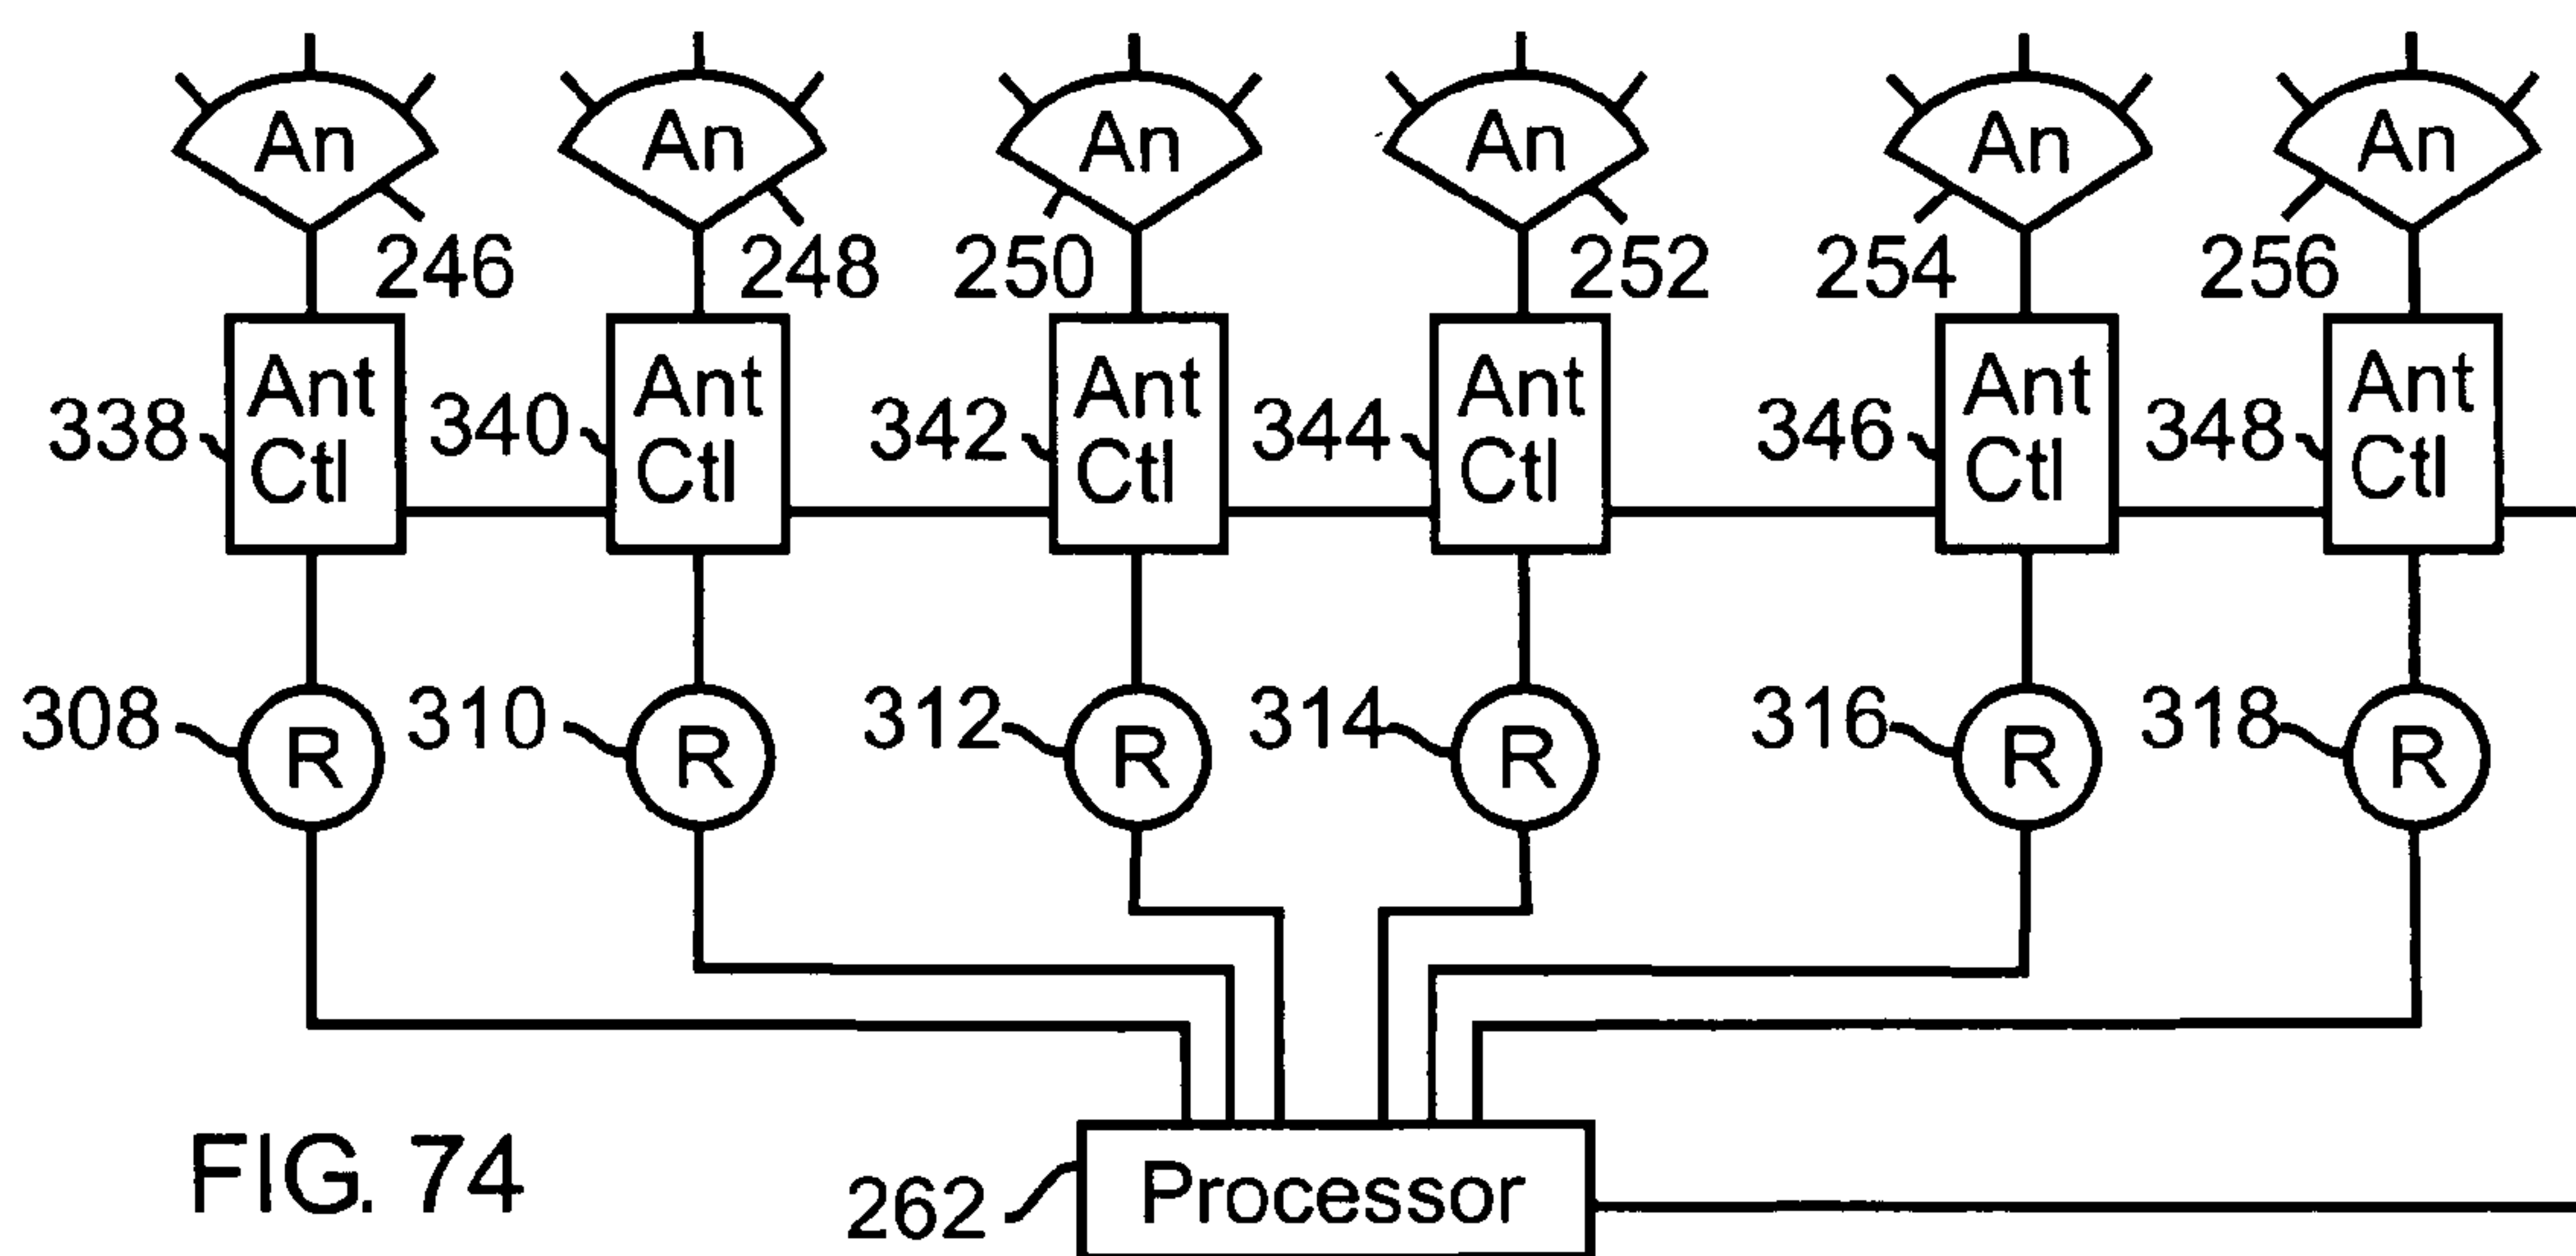 An An An An An An
246 248 250 252 254 256
Ant Ant Ant Ant Ant Ant
338 340 342 344 346 348
Ctl Ctl Ctl Ctl Ctl Ctl
308 R 310 R 312 R 314 R 316 R 318 R
FIG. 74
262 Processor